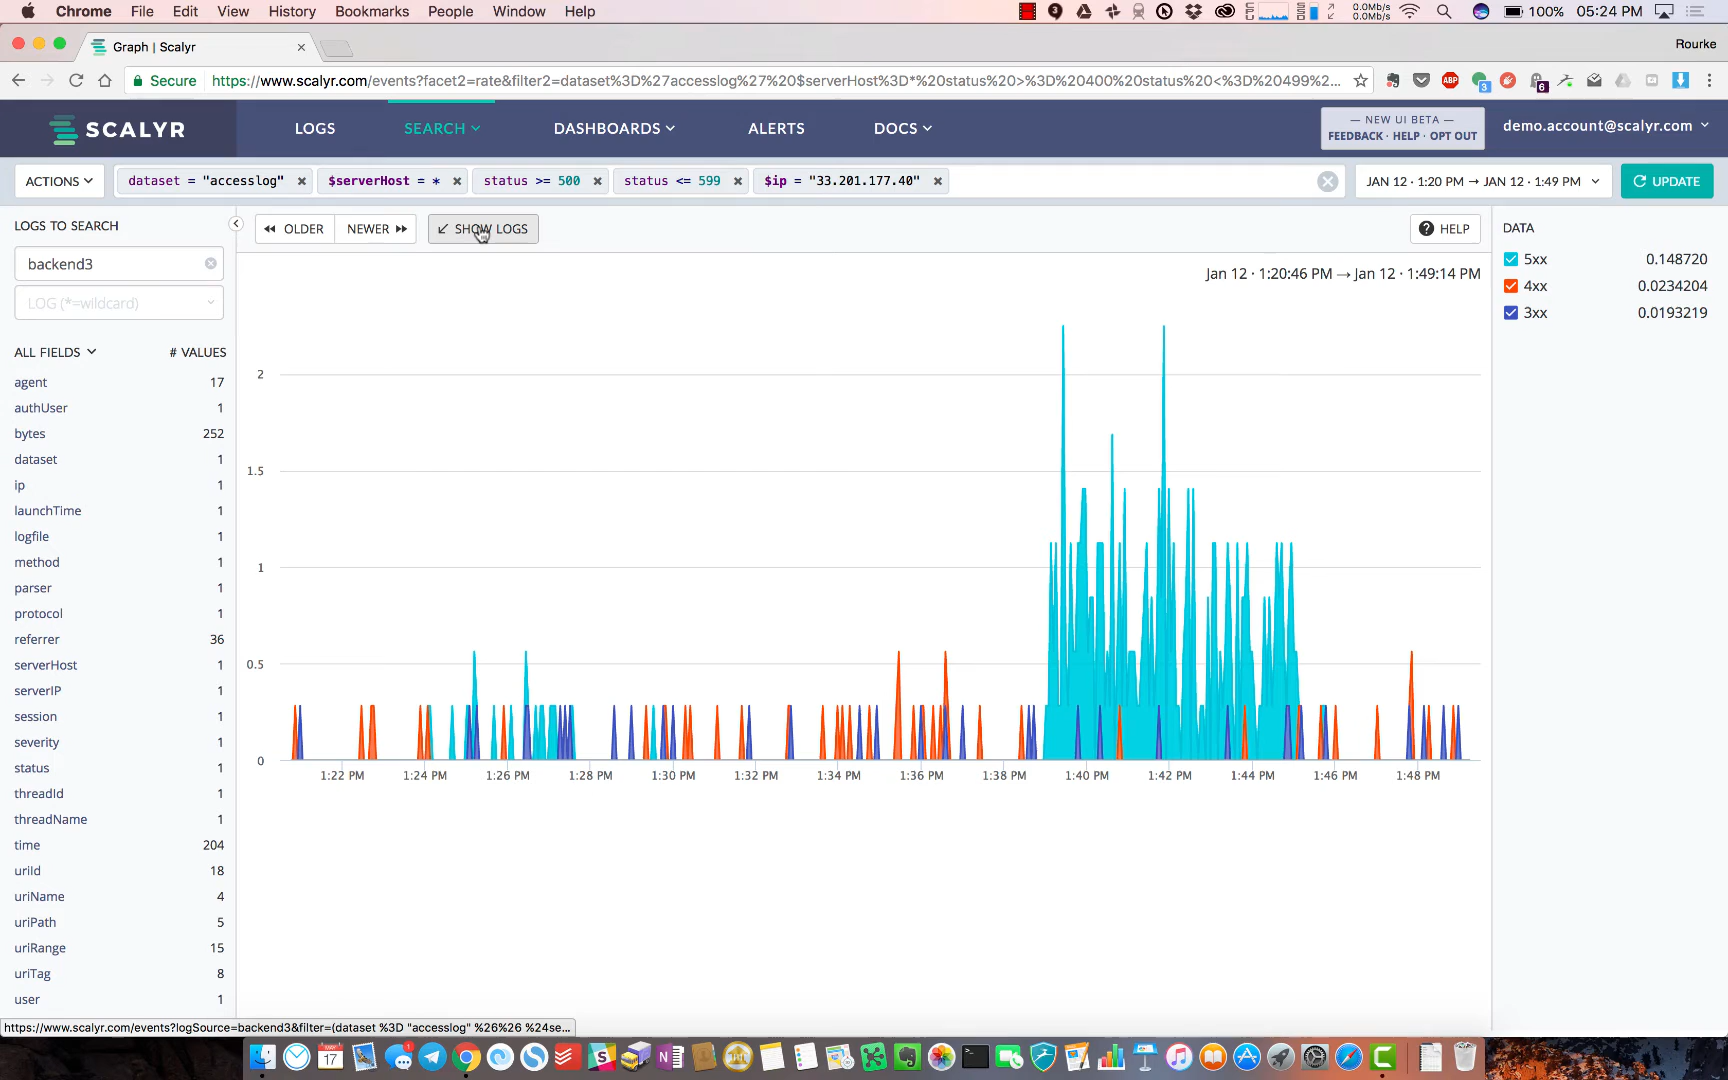 Chrome File Edit View History Bookmarks People Window Help 0.0Mb/s 0.0Mb/s 100% 05:24 PM
Graph | Scalyr × Rourke
Secure https://www.scalyr.com/events?facet2=rate&filter2=dataset%3D%27accesslog%27%20$serverHost%3D*%20status%20>%3D%20400%20status%20<%3D%20499%2...
SCALYR LOGS SEARCH DASHBOARDS ALERTS DOCS
— NEW UI BETA —
FEEDBACK · HELP · OPT OUT
demo.account@scalyr.com
ACTIONS dataset = "accesslog" $serverHost = * status >= 500 status <= 599 $ip = "33.201.177.40" JAN 12 · 1:20 PM → JAN 12 · 1:49 PM UPDATE
LOGS TO SEARCH
backend3
LOG (*=wildcard)
ALL FIELDS # VALUES
agent 17
authUser 1
bytes 252
dataset 1
ip 1
launchTime 1
logfile 1
method 1
parser 1
protocol 1
referrer 36
serverHost 1
serverIP 1
session 1
severity 1
status 1
threadId 1
threadName 1
time 204
uriId 18
uriName 4
uriPath 5
uriRange 15
uriTag 8
user 1
OLDER NEWER SHOW LOGS HELP
Jan 12 · 1:20:46 PM → Jan 12 · 1:49:14 PM
2
1.5
1
0.5
0
1:22 PM 1:24 PM 1:26 PM 1:28 PM 1:30 PM 1:32 PM 1:34 PM 1:36 PM 1:38 PM 1:40 PM 1:42 PM 1:44 PM 1:46 PM 1:48 PM
DATA
5xx 0.148720
4xx 0.0234204
3xx 0.0193219
https://www.scalyr.com/events?logSource=backend3&filter=(dataset %3D "accesslog" %26%26 %24se...
17